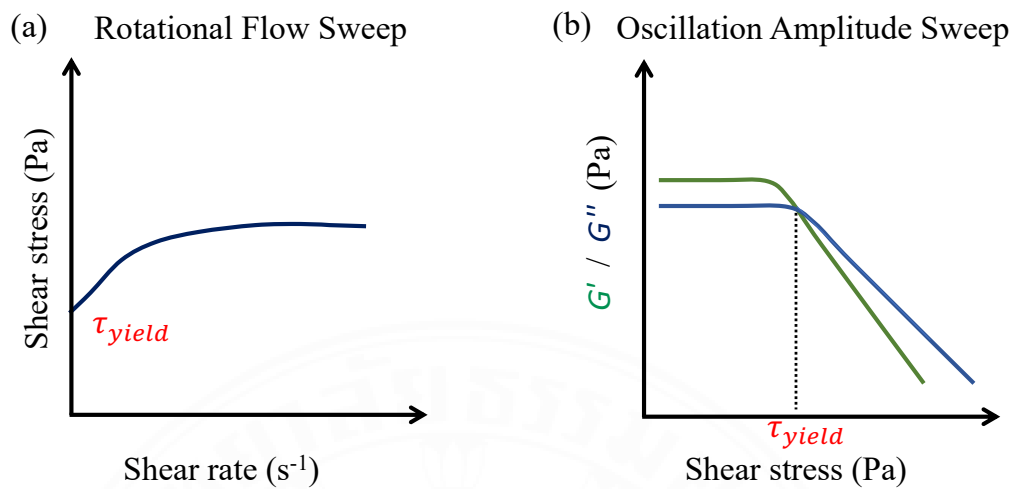 (a) Rotational Flow Sweep
Shear stress (Pa)
τyield
Shear rate (s-1)
(b) Oscillation Amplitude Sweep
G' / G'' (Pa)
τyield
Shear stress (Pa)